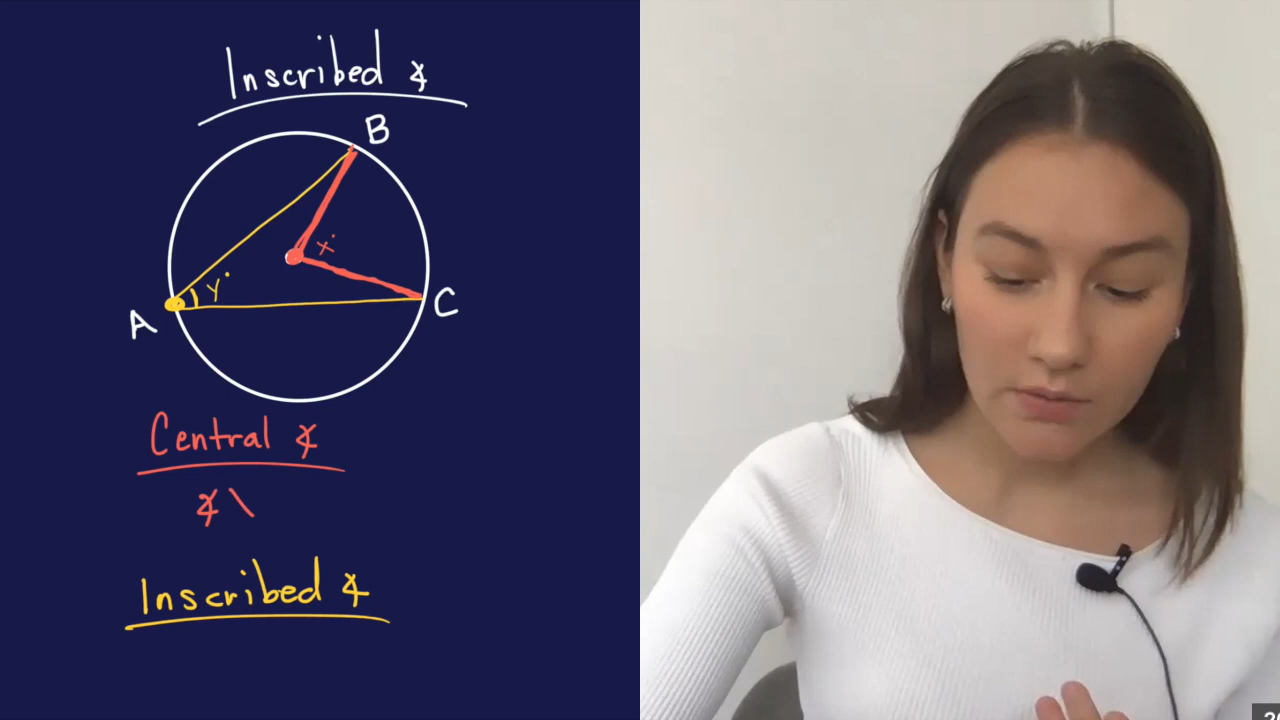 Inscribed ∡
B
x°
y°
A
C
Central ∡
∡ \
Inscribed ∡